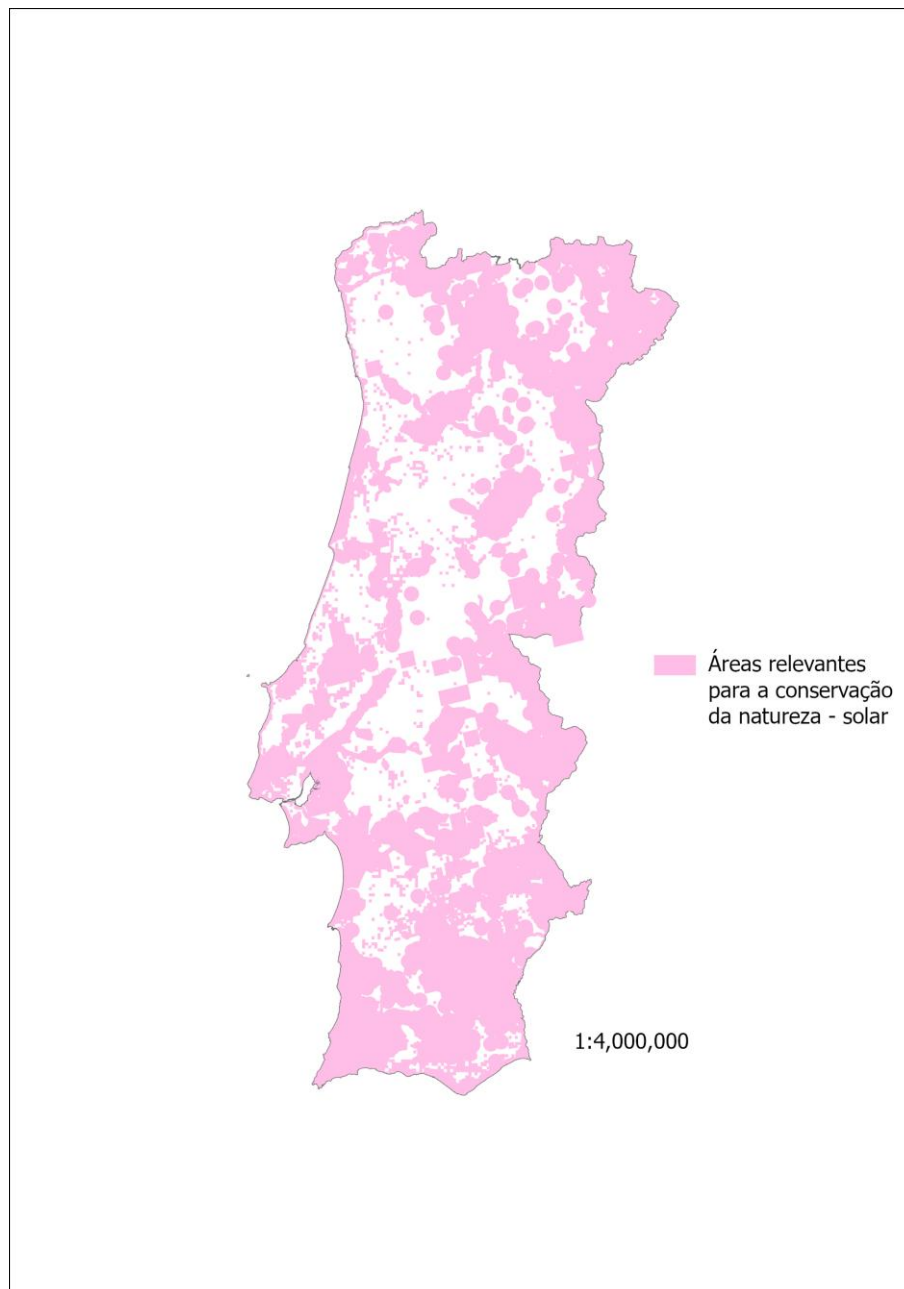 Áreas relevantes
para a conservação
da natureza - solar
1:4,000,000